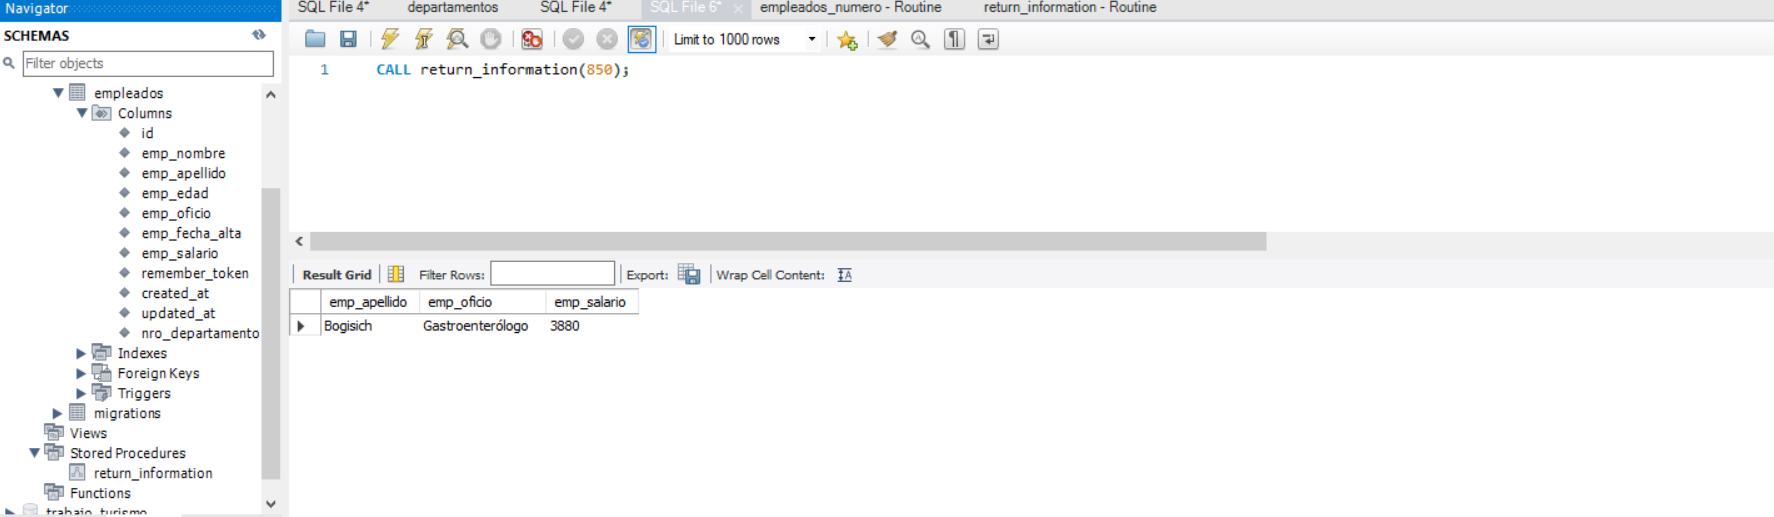 Navigator
SCHEMAS
Filter objects
empleados
Columns
id
emp_nombre
emp_apellido
emp_edad
emp_oficio
emp_fecha_alta
emp_salario
remember_token
created_at
updated_at
nro_departamento
Indexes
Foreign Keys
Triggers
migrations
Views
Stored Procedures
return_information
Functions
trabajo_turismo
SQL File 4* departamentos SQL File 4* SQL File 6* × empleados_numero - Routine return_information - Routine
Limit to 1000 rows
1 CALL return_information(850);
Result Grid Filter Rows: Export: Wrap Cell Content: IA
emp_apellido emp_oficio emp_salario
Bogisich Gastroenterólogo 3880